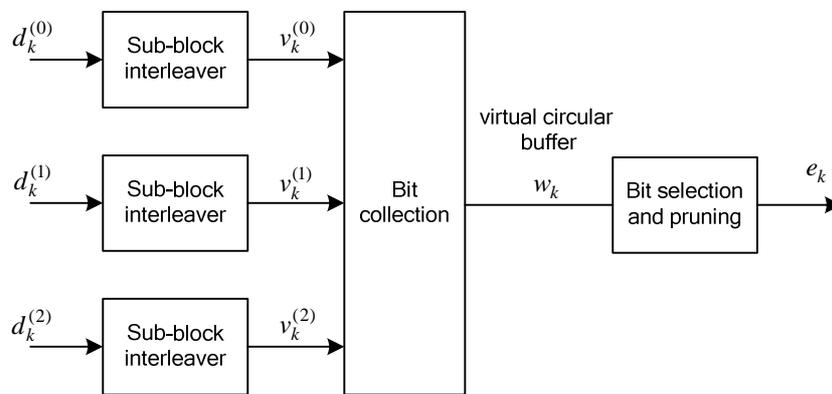 d_k^{(0)}
Sub-block
interleaver
v_k^{(0)}
d_k^{(1)}
Sub-block
interleaver
v_k^{(1)}
d_k^{(2)}
Sub-block
interleaver
v_k^{(2)}
Bit
collection
virtual circular
buffer
w_k
Bit selection
and pruning
e_k